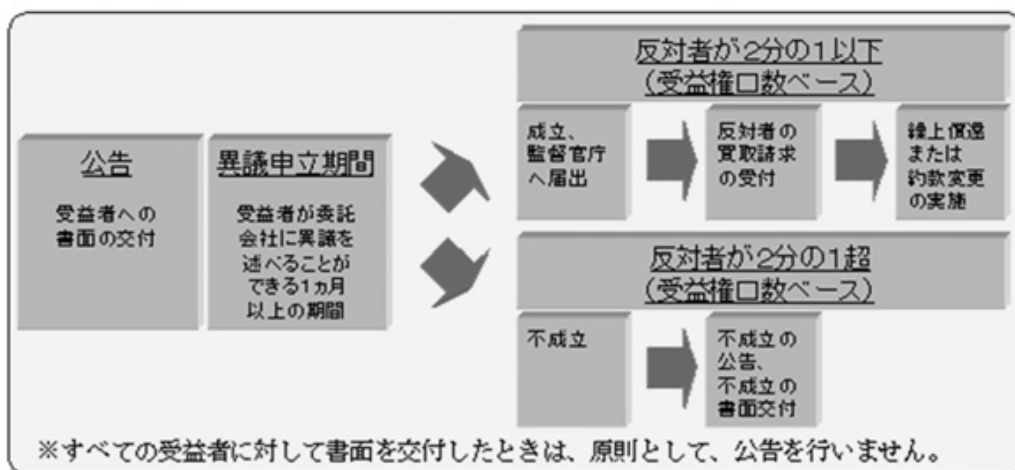 公告
受益者への
書面の交付
異議申立期間
受益者が委託
会社に異議を
述べることが
できる1ヵ月
以上の期間
反対者が2分の1以下
(受益権口数ベース)
成立、
監督官庁
へ届出
反対者の
買取請求
の受付
繰上償還
または
約款変更
の実施
反対者が2分の1超
(受益権口数ベース)
不成立
不成立の
公告、
不成立の
書面交付
※すべての受益者に対して書面を交付したときは、原則として、公告を行いません。